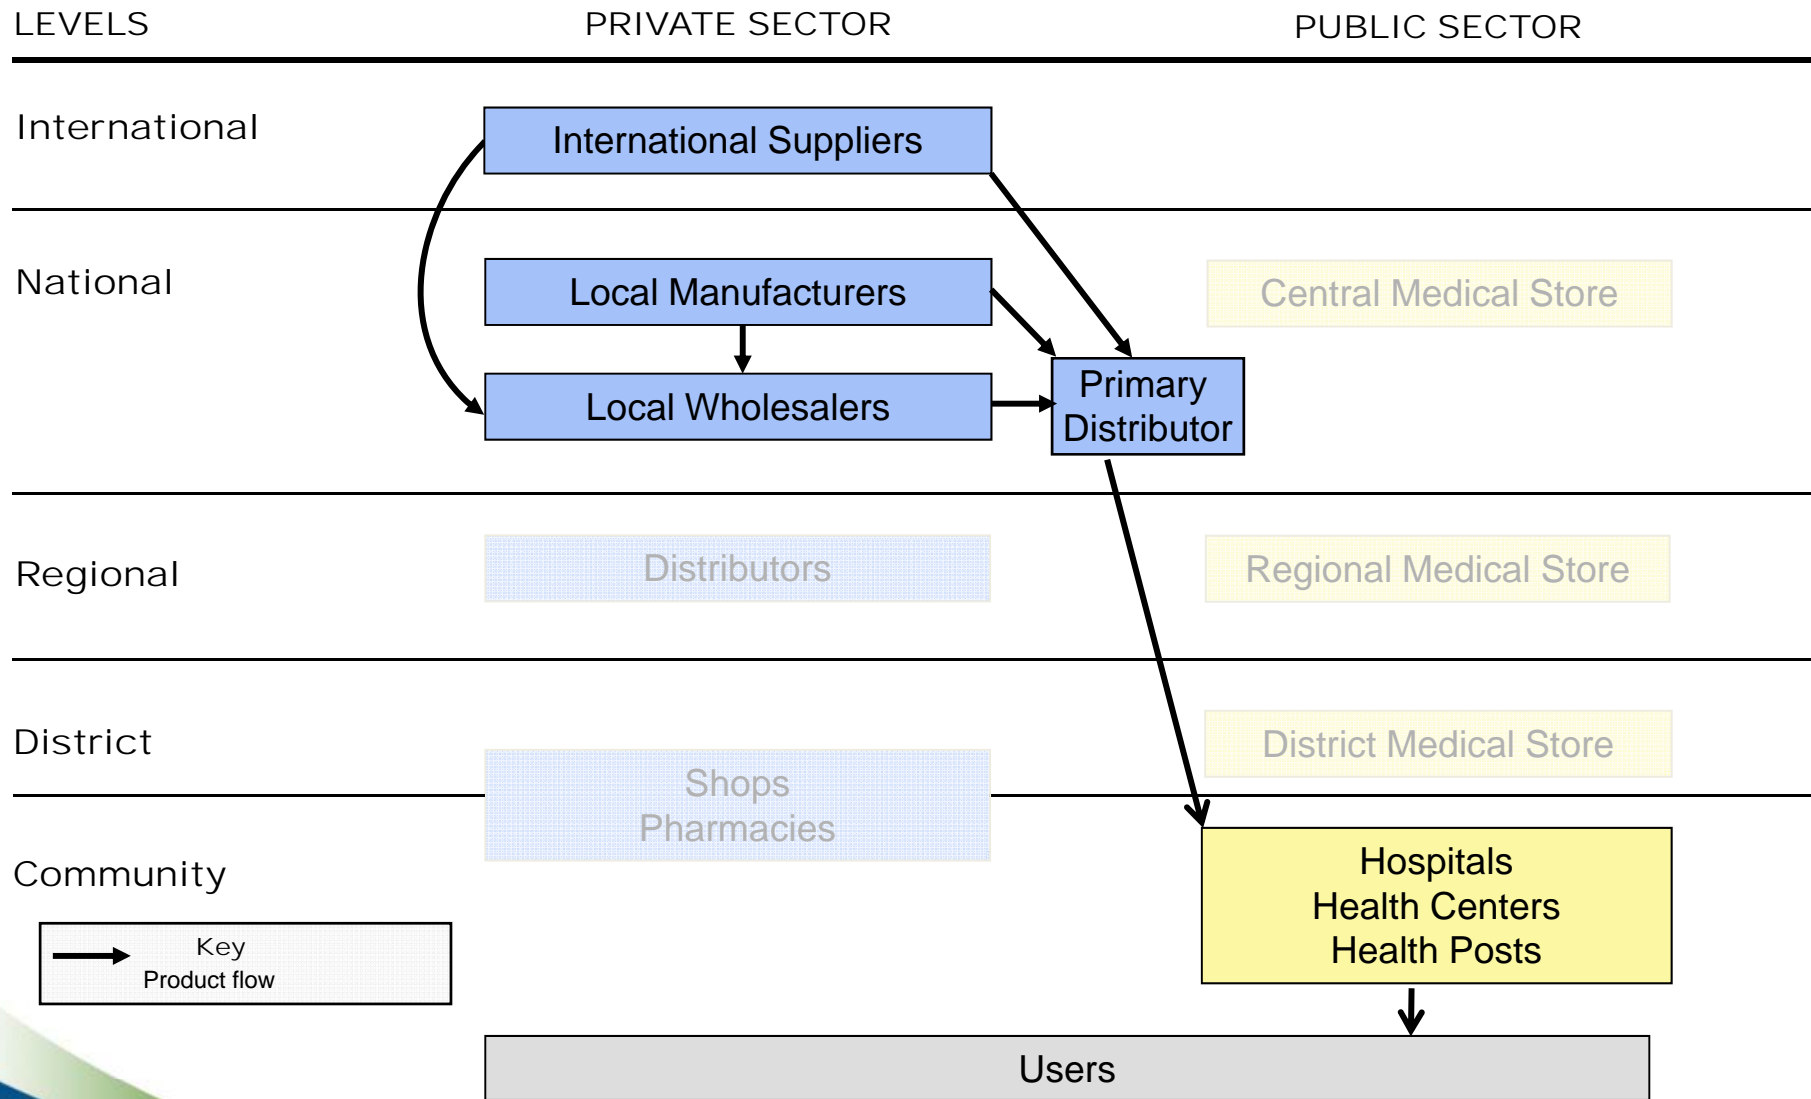 LEVELS
PRIVATE SECTOR
PUBLIC SECTOR
International
International Suppliers
National
Local Manufacturers
Central Medical Store
Local Wholesalers
Primary
Distributor
Regional
Distributors
Regional Medical Store
District
District Medical Store
Shops
Pharmacies
Community
Hospitals
Health Centers
Health Posts
Key
Product flow
Users